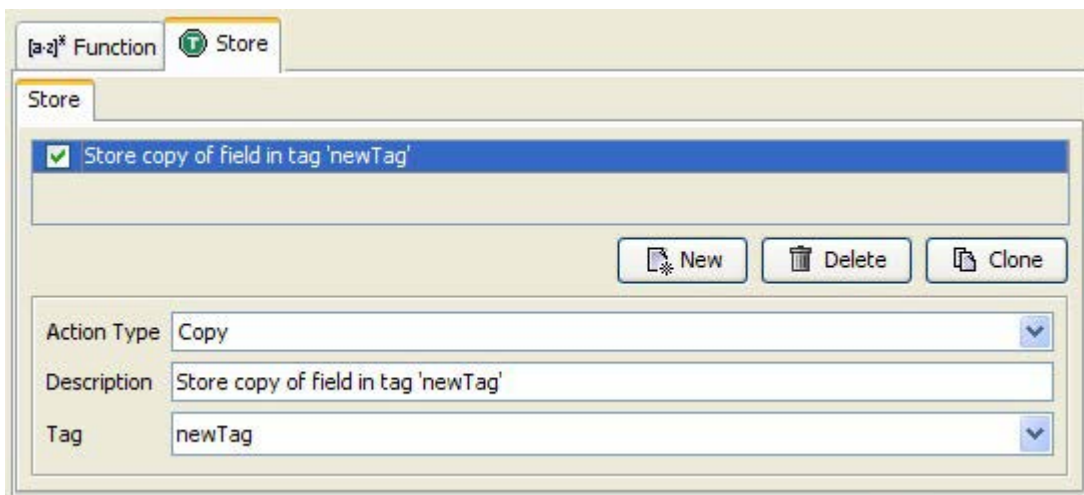 [a-z]* Function T Store
Store
Store copy of field in tag 'newTag'
New Delete Clone
Action Type Copy
Description Store copy of field in tag 'newTag'
Tag newTag